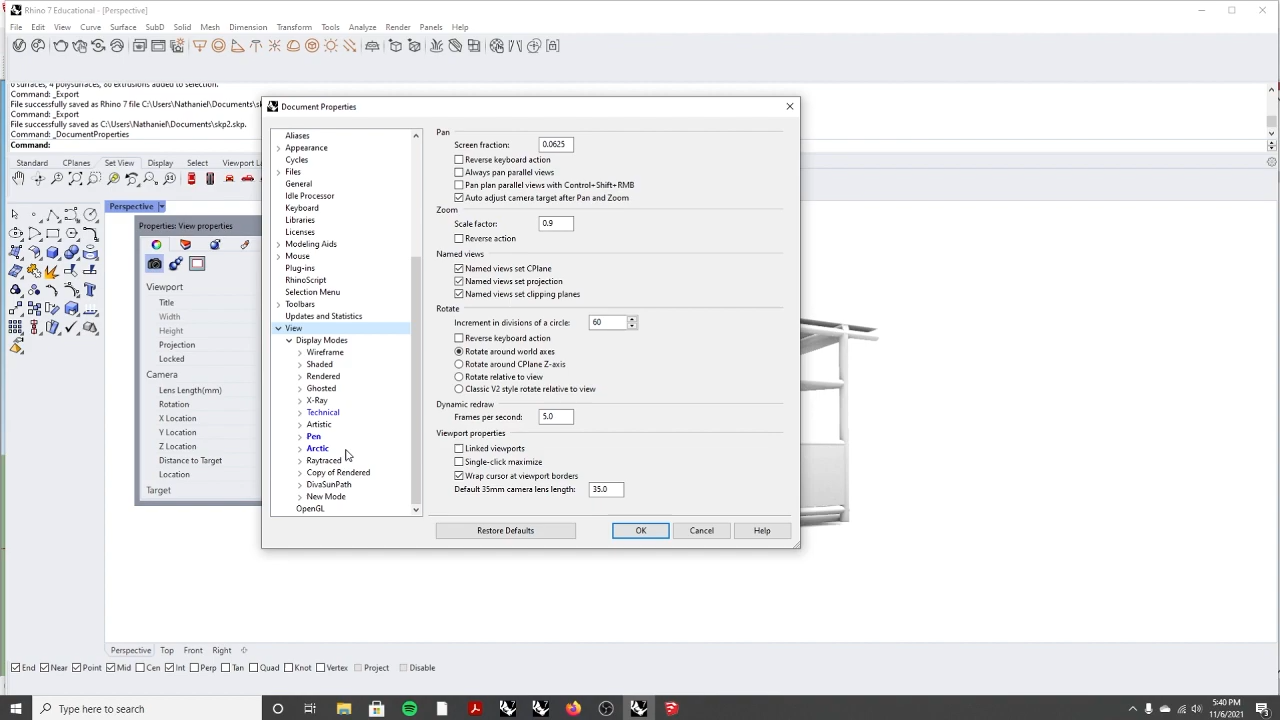 Rhino 7 Educational - [Perspective]
File Edit View Curve Surface SubD Solid Mesh Dimension Transform Tools Analyze Render Panels Help
6 surfaces, 4 polysurfaces, 60 extrusions added to selection.
Command: _Export
File successfully saved as Rhino 7 file C:\Users\Nathaniel\Documents\sk
Command: _Export
File successfully saved as C:\Users\Nathaniel\Documents\skp2.skp.
Command: _DocumentProperties
Command:
Standard CPlanes Set View Display Select Viewport La
Perspective
Properties: View properties
Viewport
Title
Width
Height
Projection
Locked
Camera
Lens Length(mm)
Rotation
X Location
Y Location
Z Location
Distance to Target
Location
Target
Document Properties
Aliases
Appearance
Cycles
Files
General
Idle Processor
Keyboard
Libraries
Licenses
Modeling Aids
Mouse
Plug-ins
RhinoScript
Selection Menu
Toolbars
Updates and Statistics
View
Display Modes
Wireframe
Shaded
Rendered
Ghosted
X-Ray
Technical
Artistic
Pen
Arctic
Raytraced
Copy of Rendered
DivaSunPath
New Mode
OpenGL
Pan
Screen fraction: 0.0625
Reverse keyboard action
Always pan parallel views
Pan plan parallel views with Control+Shift+RMB
Auto adjust camera target after Pan and Zoom
Zoom
Scale factor: 0.9
Reverse action
Named views
Named views set CPlane
Named views set projection
Named views set clipping planes
Rotate
Increment in divisions of a circle: 60
Reverse keyboard action
Rotate around world axes
Rotate around CPlane Z-axis
Rotate relative to view
Classic V2 style rotate relative to view
Dynamic redraw
Frames per second: 5.0
Viewport properties
Linked viewports
Single-click maximize
Wrap cursor at viewport borders
Default 35mm camera lens length: 35.0
Restore Defaults OK Cancel Help
Perspective Top Front Right
End Near Point Mid Cen Int Perp Tan Quad Knot Vertex Project Disable
Type here to search
5:40 PM
11/6/2021
3